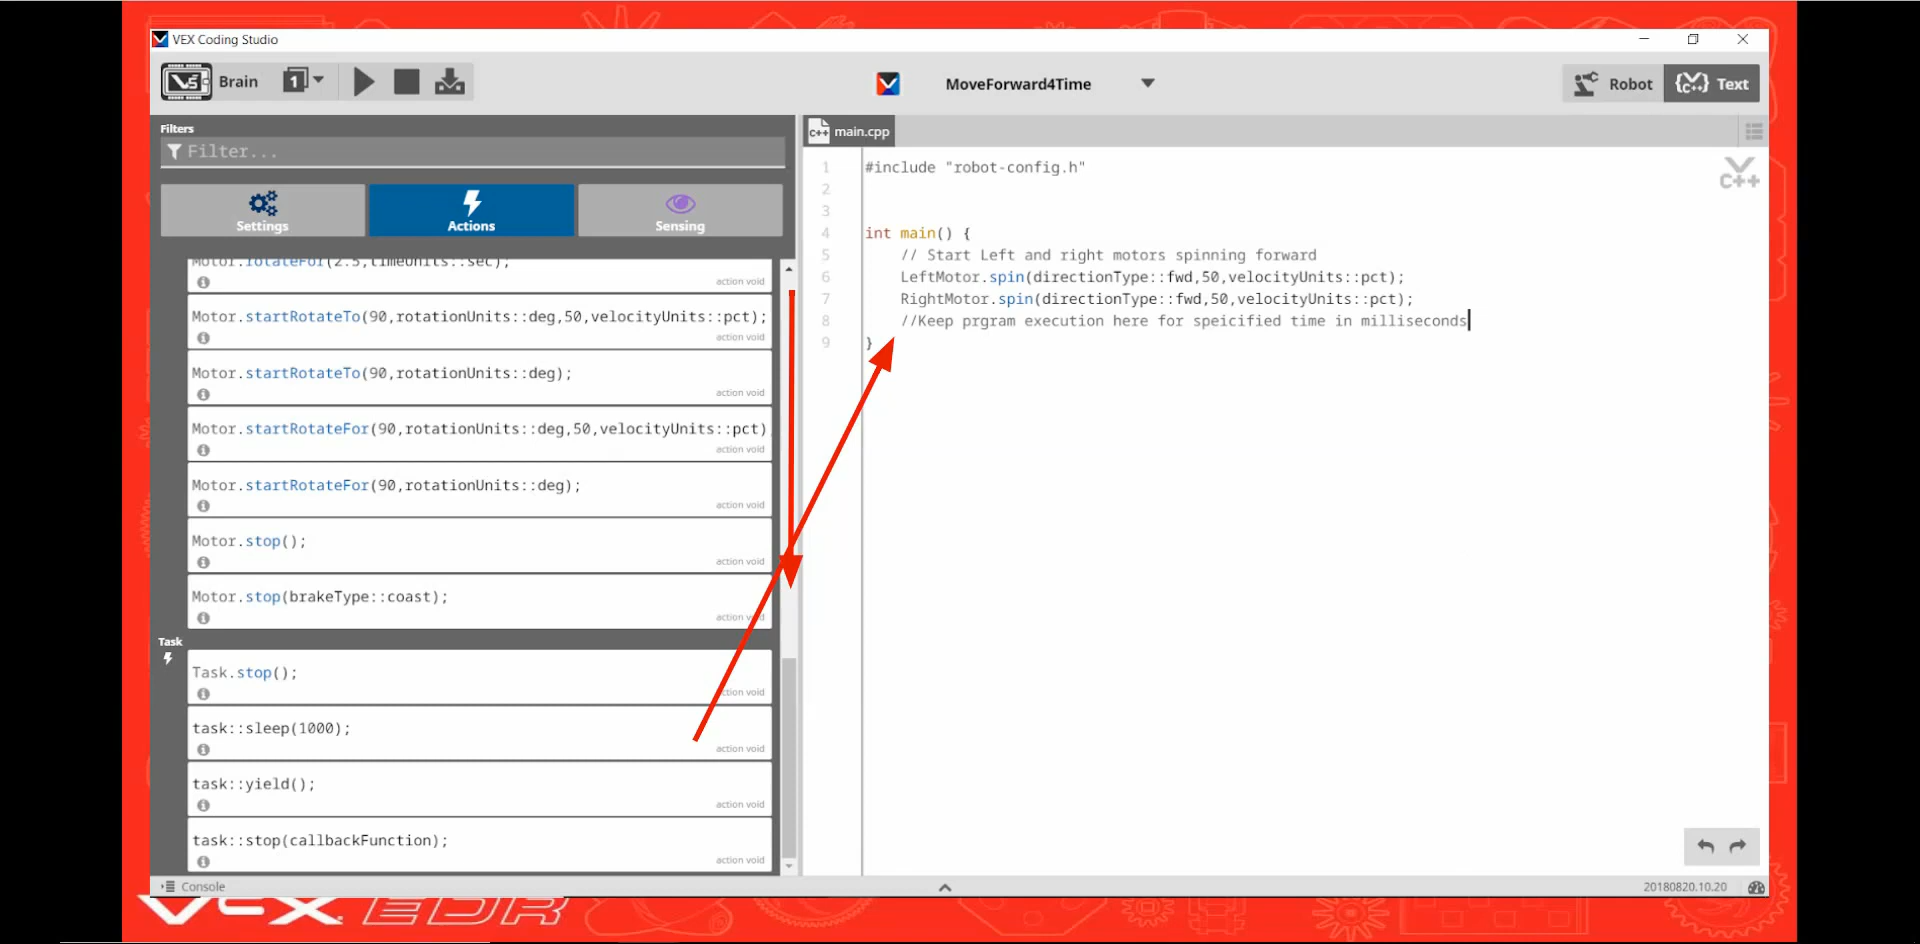 VEX Coding Studio
V5 Brain 1 MoveForward4Time Robot C++ Text
Filters
Filter...
Settings Actions Sensing
Motor.rotateFor(2.5,timeUnits::sec);
action void
Motor.startRotateTo(90,rotationUnits::deg,50,velocityUnits::pct);
action void
Motor.startRotateTo(90,rotationUnits::deg);
action void
Motor.startRotateFor(90,rotationUnits::deg,50,velocityUnits::pct)
action void
Motor.startRotateFor(90,rotationUnits::deg);
action void
Motor.stop();
action void
Motor.stop(brakeType::coast);
action void
Task
Task.stop();
action void
task::sleep(1000);
action void
task::yield();
action void
task::stop(callbackFunction);
action void
C++ main.cpp
1 #include "robot-config.h"
2
3
4 int main() {
5 // Start Left and right motors spinning forward
6 LeftMotor.spin(directionType::fwd,50,velocityUnits::pct);
7 RightMotor.spin(directionType::fwd,50,velocityUnits::pct);
8 //Keep prgram execution here for speicified time in milliseconds
9 }
C++
Console 20180820.10.20
VEX EDR